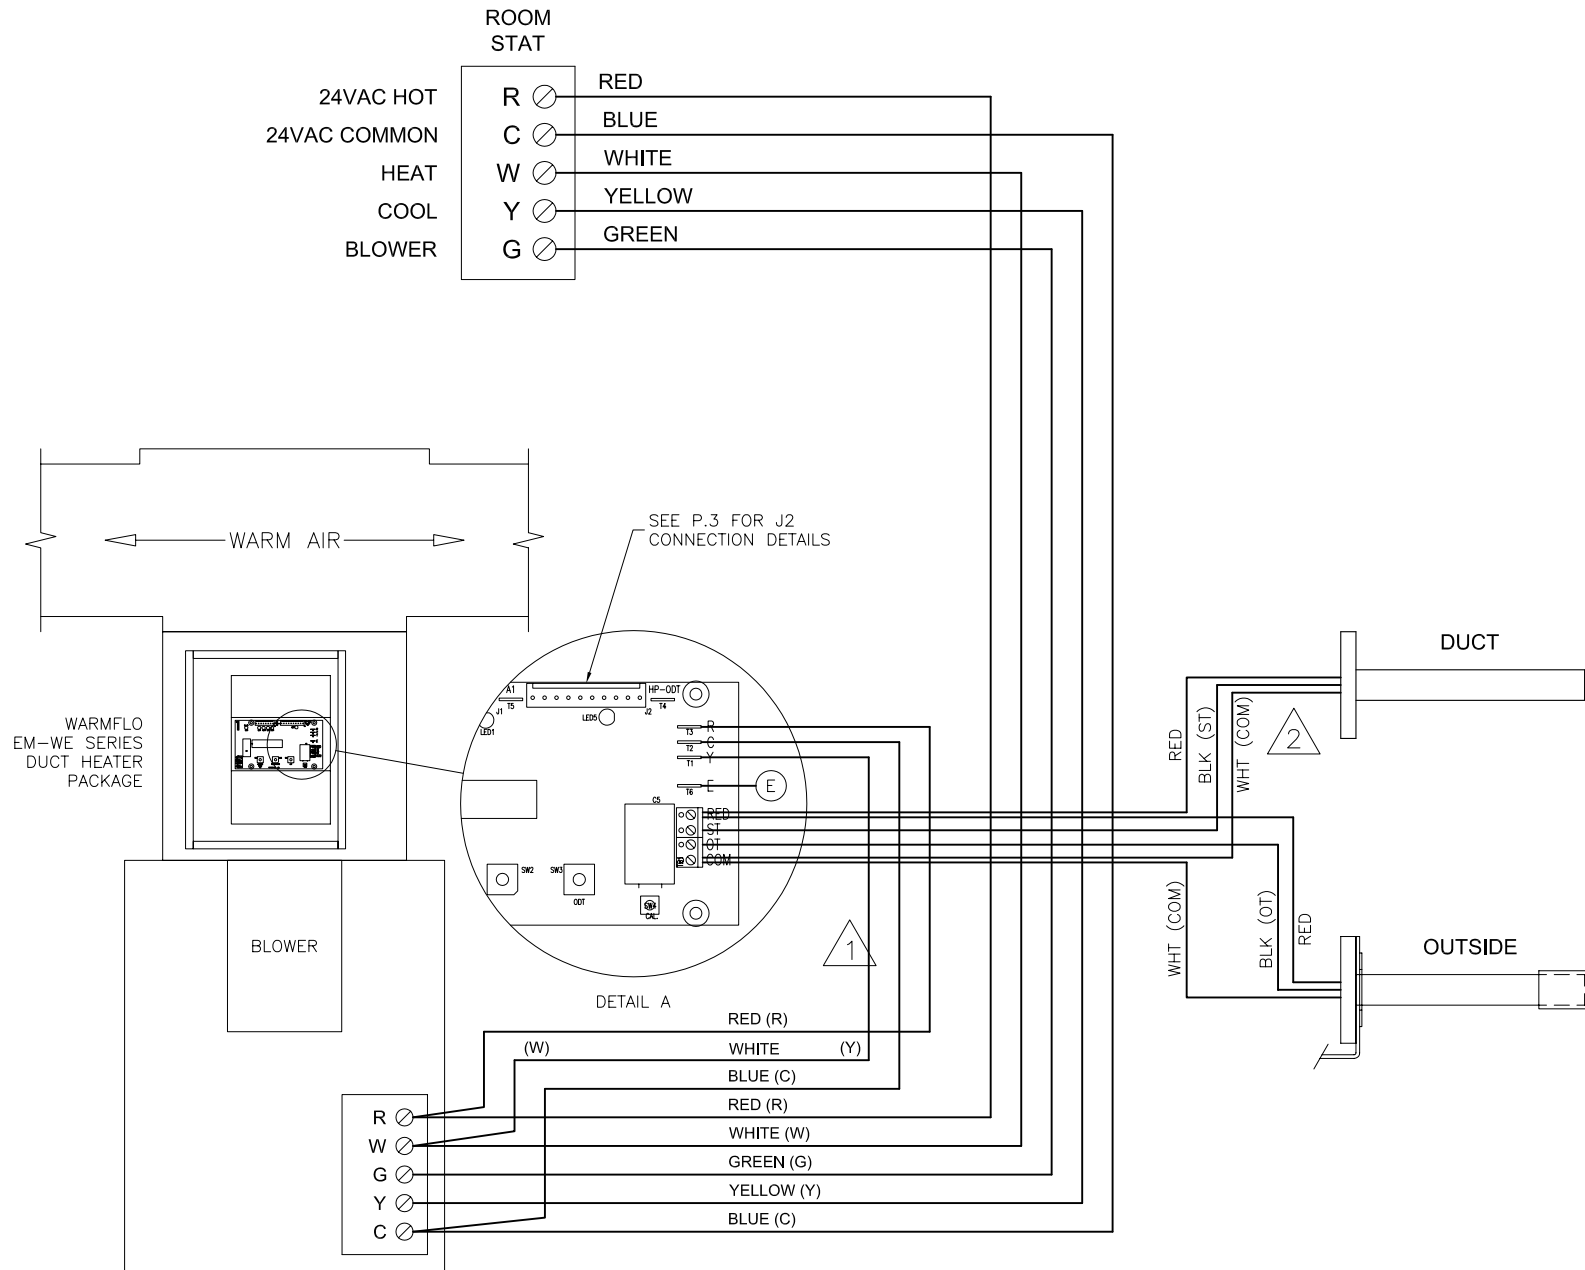 ROOM
STAT
24VAC HOT R RED
24VAC COMMON C BLUE
HEAT W WHITE
COOL Y YELLOW
BLOWER G GREEN
WARM AIR
SEE P.3 FOR J2
CONNECTION DETAILS
WARMFLO
EM-WE SERIES
DUCT HEATER
PACKAGE
A1
T5
J1
LED1
LED5
J2
HP-ODT
T4
R
T3
C
T2
Y
T1
E
T6
E
C5
RED
ST
OT
COM
SW2
SW3
ODT
SW4
CAL.
DETAIL A
1
DUCT
RED
BLK (ST)
WHT (COM)
2
WHT (COM)
BLK (OT)
RED
OUTSIDE
BLOWER
RED (R)
(W) WHITE (Y)
BLUE (C)
R RED (R)
W WHITE (W)
G GREEN (G)
Y YELLOW (Y)
C BLUE (C)